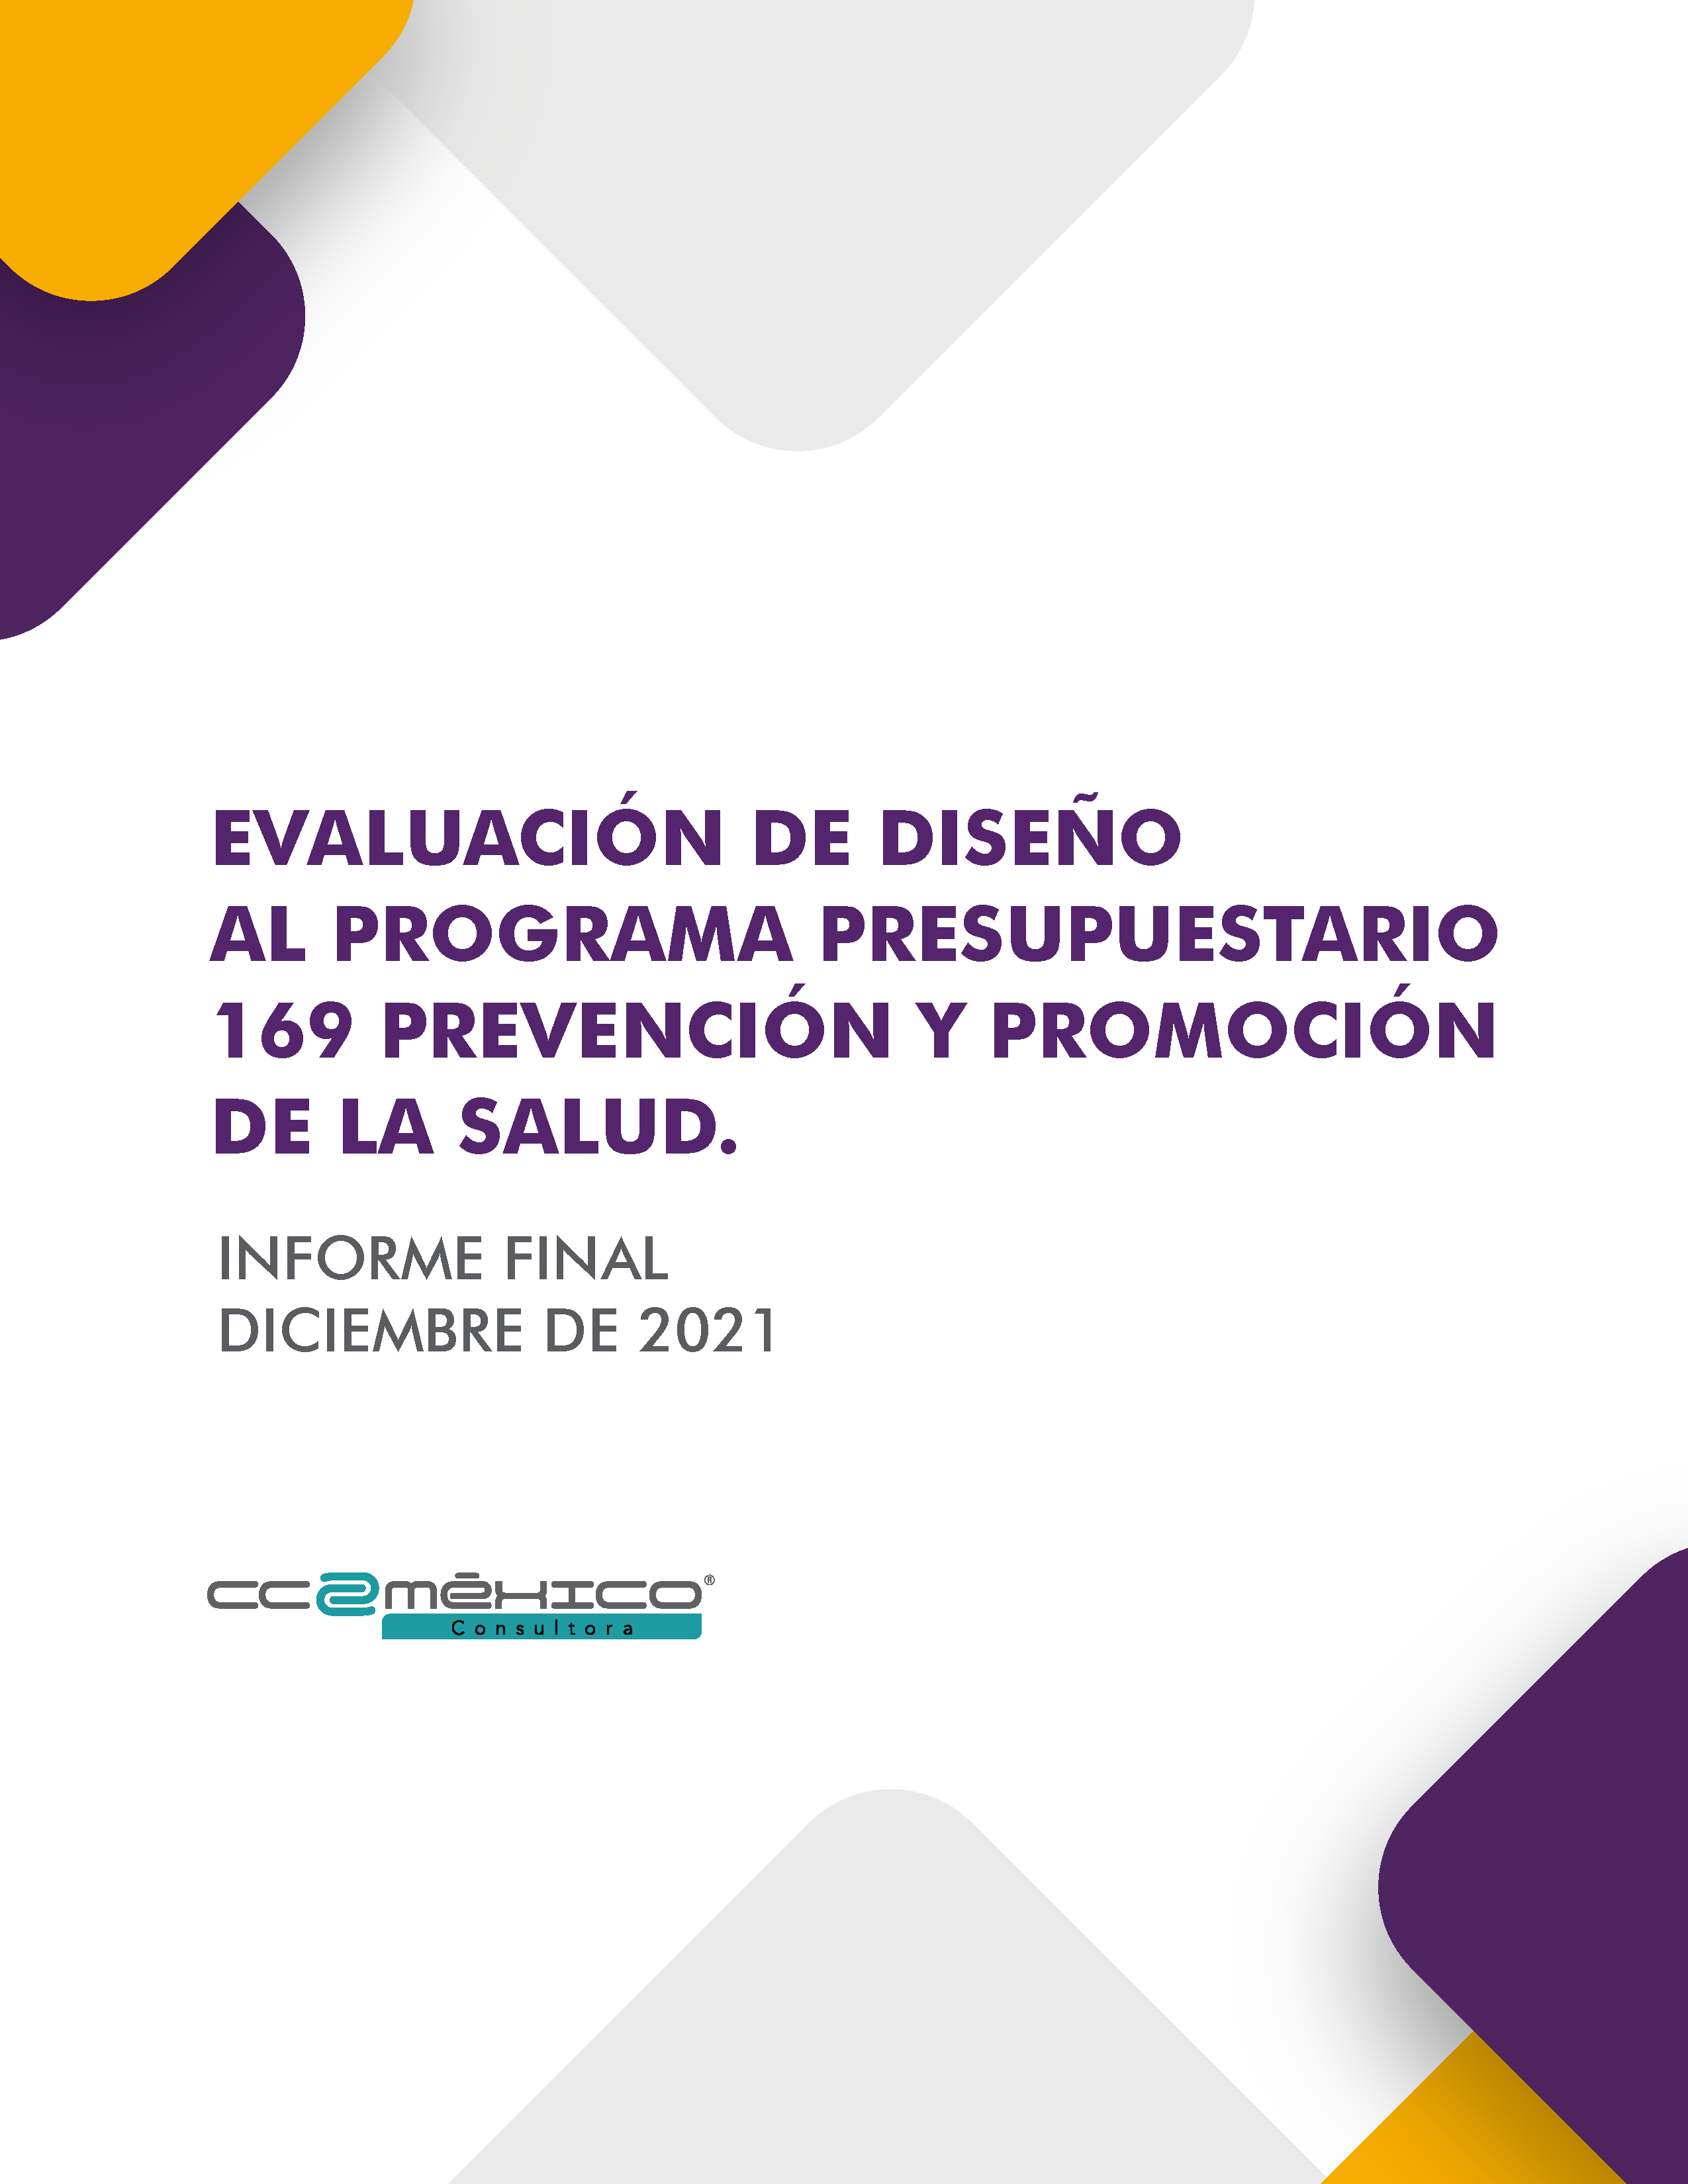 EVALUACIÓN DE DISEÑO
AL PROGRAMA PRESUPUESTARIO
169 PREVENCIÓN Y PROMOCIÓN
DE LA SALUD.
INFORME FINAL
DICIEMBRE DE 2021
CC2méxico®
Consultora